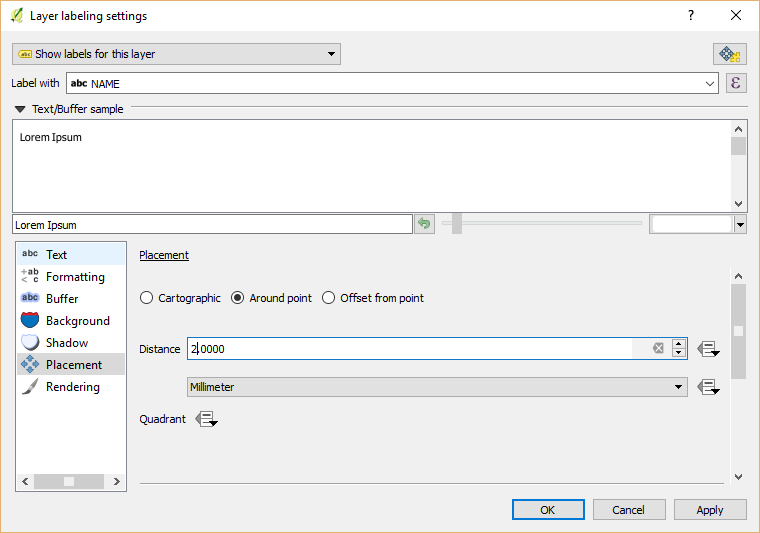 Layer labeling settings
abc Show labels for this layer
Label with abc NAME ε
Text/Buffer sample
Lorem Ipsum
Lorem Ipsum
abc Text
+ab < c Formatting
abc Buffer
Background
Shadow
Placement
Rendering
Placement
Cartographic Around point Offset from point
Distance 2.0000
Millimeter
Quadrant
OK Cancel Apply